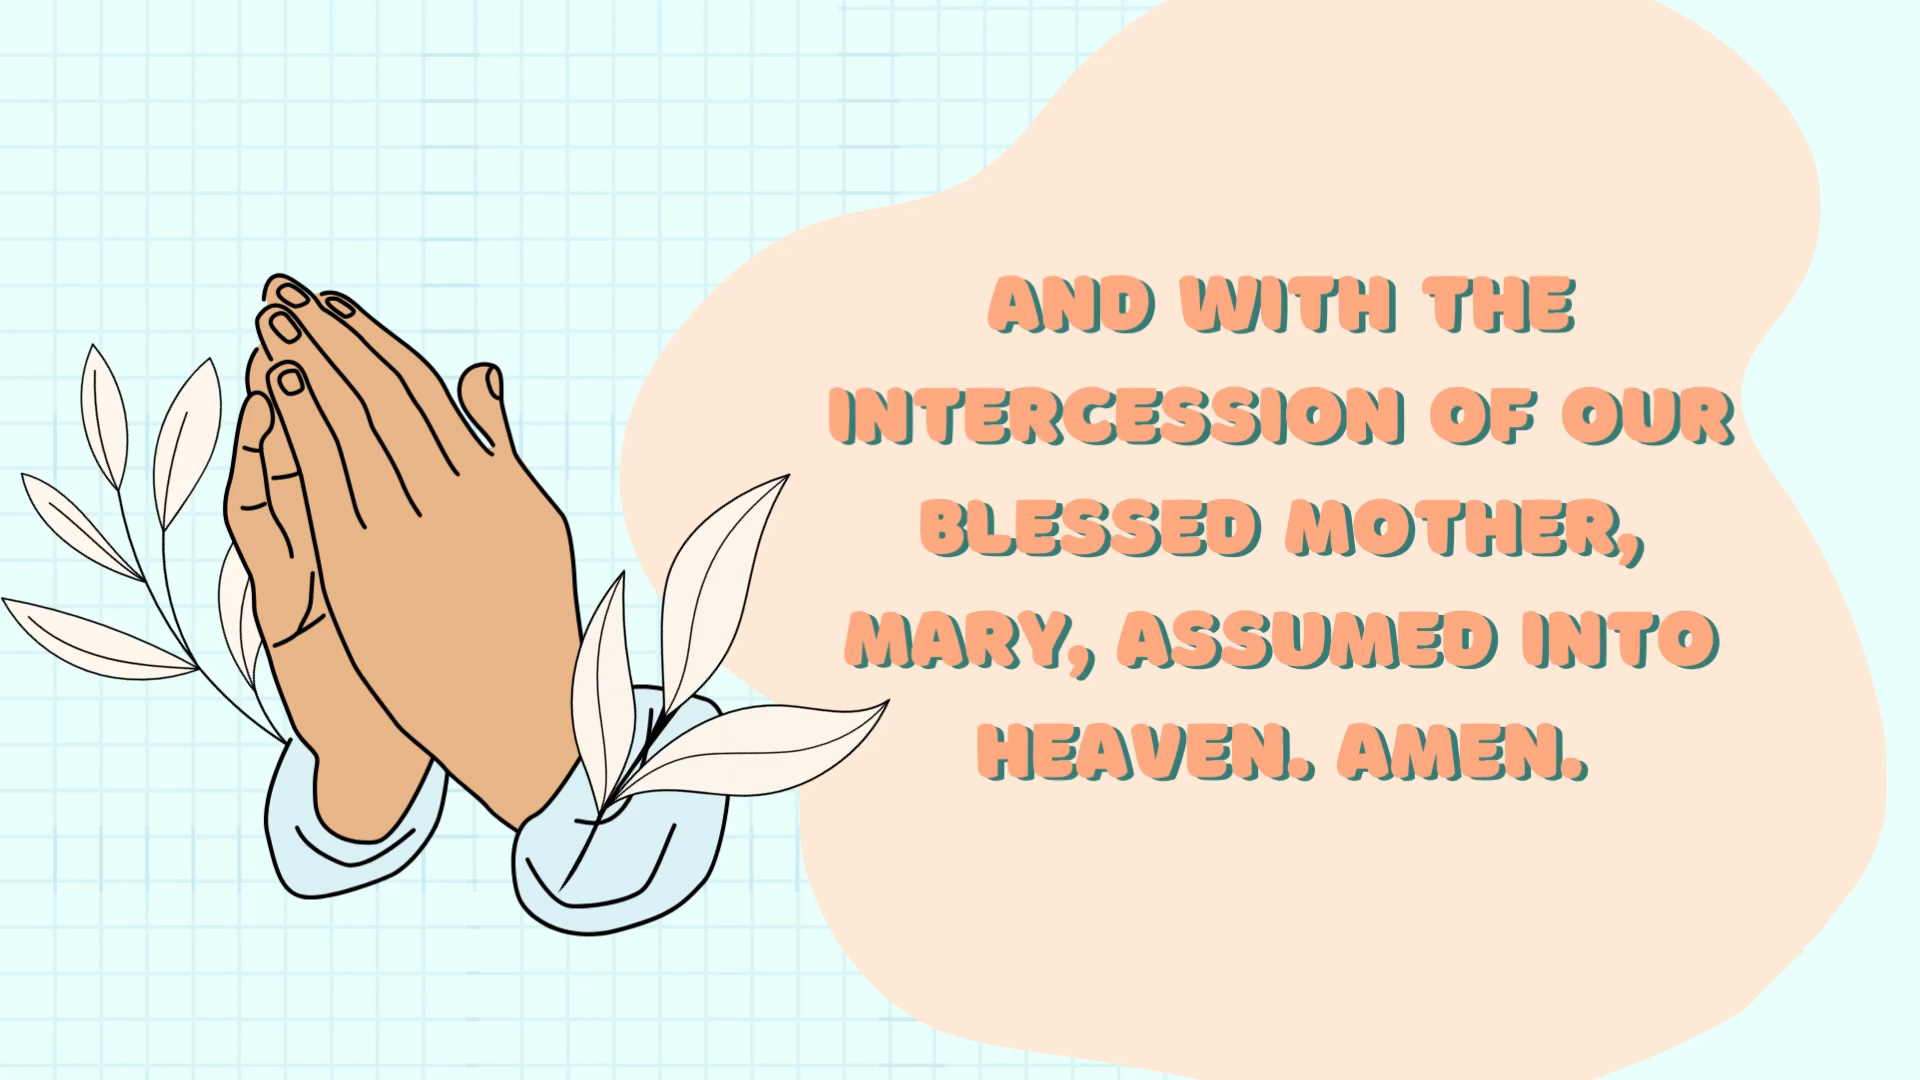 AND WITH THE
INTERCESSION OF OUR
BLESSED MOTHER,
MARY, ASSUMED INTO
HEAVEN. AMEN.